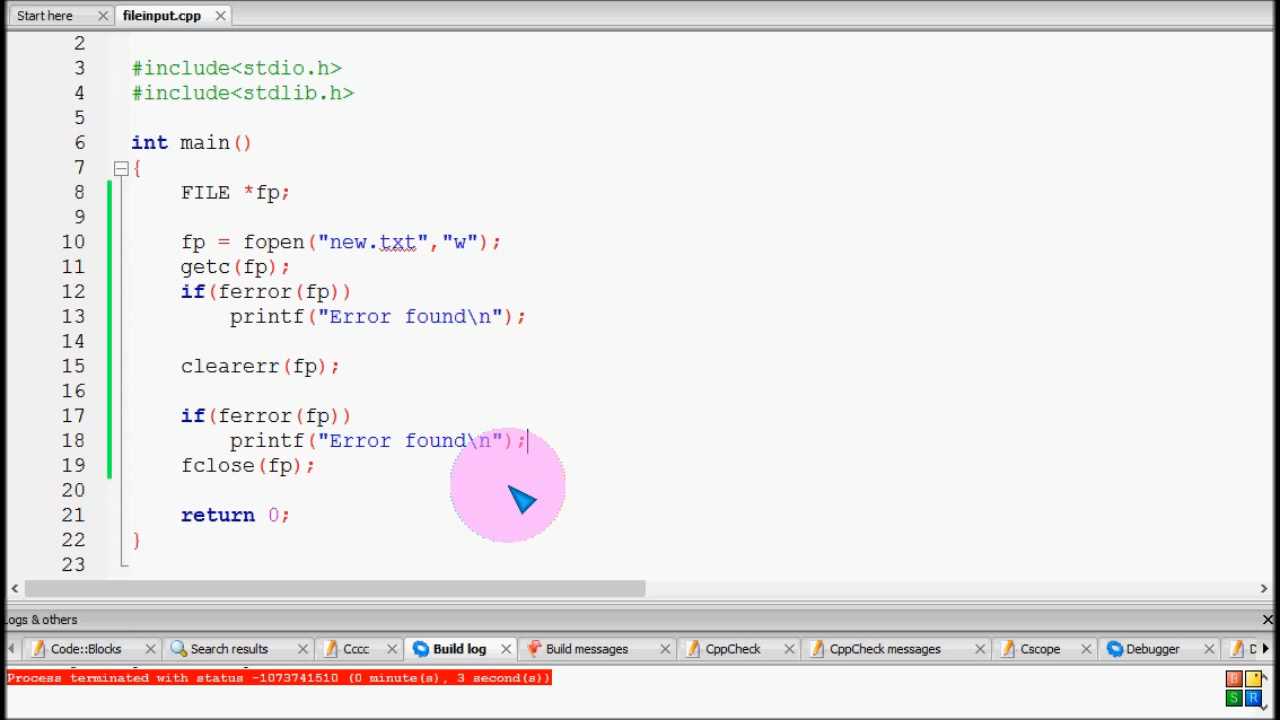 Start here fileinput.cpp
2
3 #include<stdio.h>
4 #include<stdlib.h>
5
6 int main()
7 {
8 FILE *fp;
9
10 fp = fopen("new.txt","w");
11 getc(fp);
12 if(ferror(fp))
13 printf("Error found\n");
14
15 clearerr(fp);
16
17 if(ferror(fp))
18 printf("Error found\n");
19 fclose(fp);
20
21 return 0;
22 }
23
ogs & others
Code::Blocks Search results Cccc Build log Build messages CppCheck CppCheck messages Cscope Debugger D
Process terminated with status -1073741510 (0 minute(s), 3 second(s))
S R